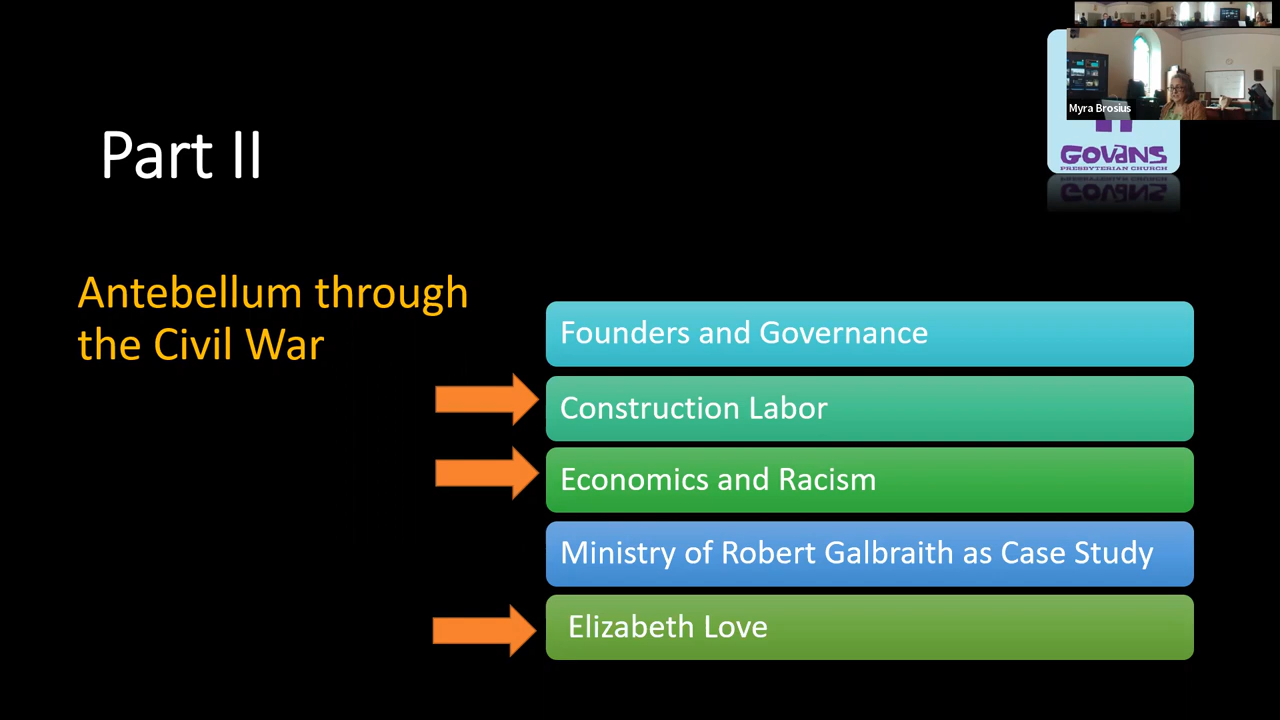 Myra Brosius
GOVANS
PRESBYTERIAN CHURCH
Part II
Antebellum through
the Civil War
Founders and Governance
Construction Labor
Economics and Racism
Ministry of Robert Galbraith as Case Study
Elizabeth Love